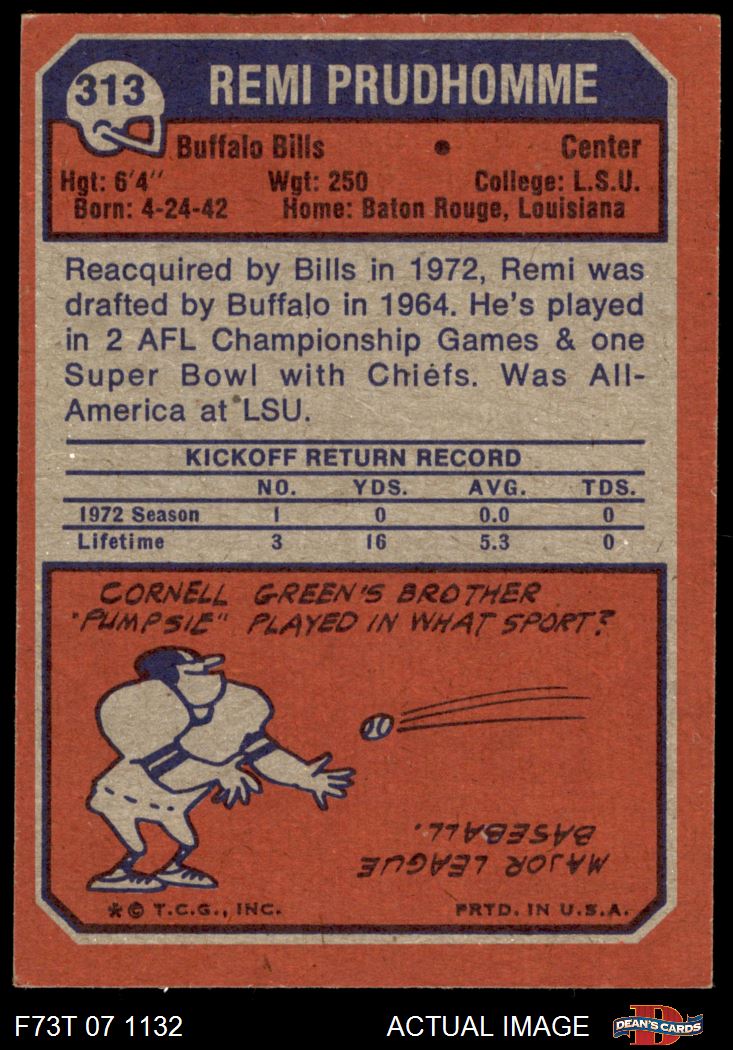 313
REMI PRUDHOMME
Buffalo Bills • Center
Hgt: 6'4" Wgt: 250 College: L.S.U.
Born: 4-24-42 Home: Baton Rouge, Louisiana
Reacquired by Bills in 1972, Remi was
drafted by Buffalo in 1964. He's played
in 2 AFL Championship Games & one
Super Bowl with Chiefs. Was All-
America at LSU.
KICKOFF RETURN RECORD
NO. YDS. AVG. TDS.
1972 Season 1 0 0.0 0
Lifetime 3 16 5.3 0
CORNELL GREEN'S BROTHER
"PUMPSIE" PLAYED IN WHAT SPORT?
MAJOR LEAGUE
BASEBALL.
* © T.C.G., INC. PRTD. IN U.S.A.
F73T 07 1132 ACTUAL IMAGE
D
DEAN'S CARDS